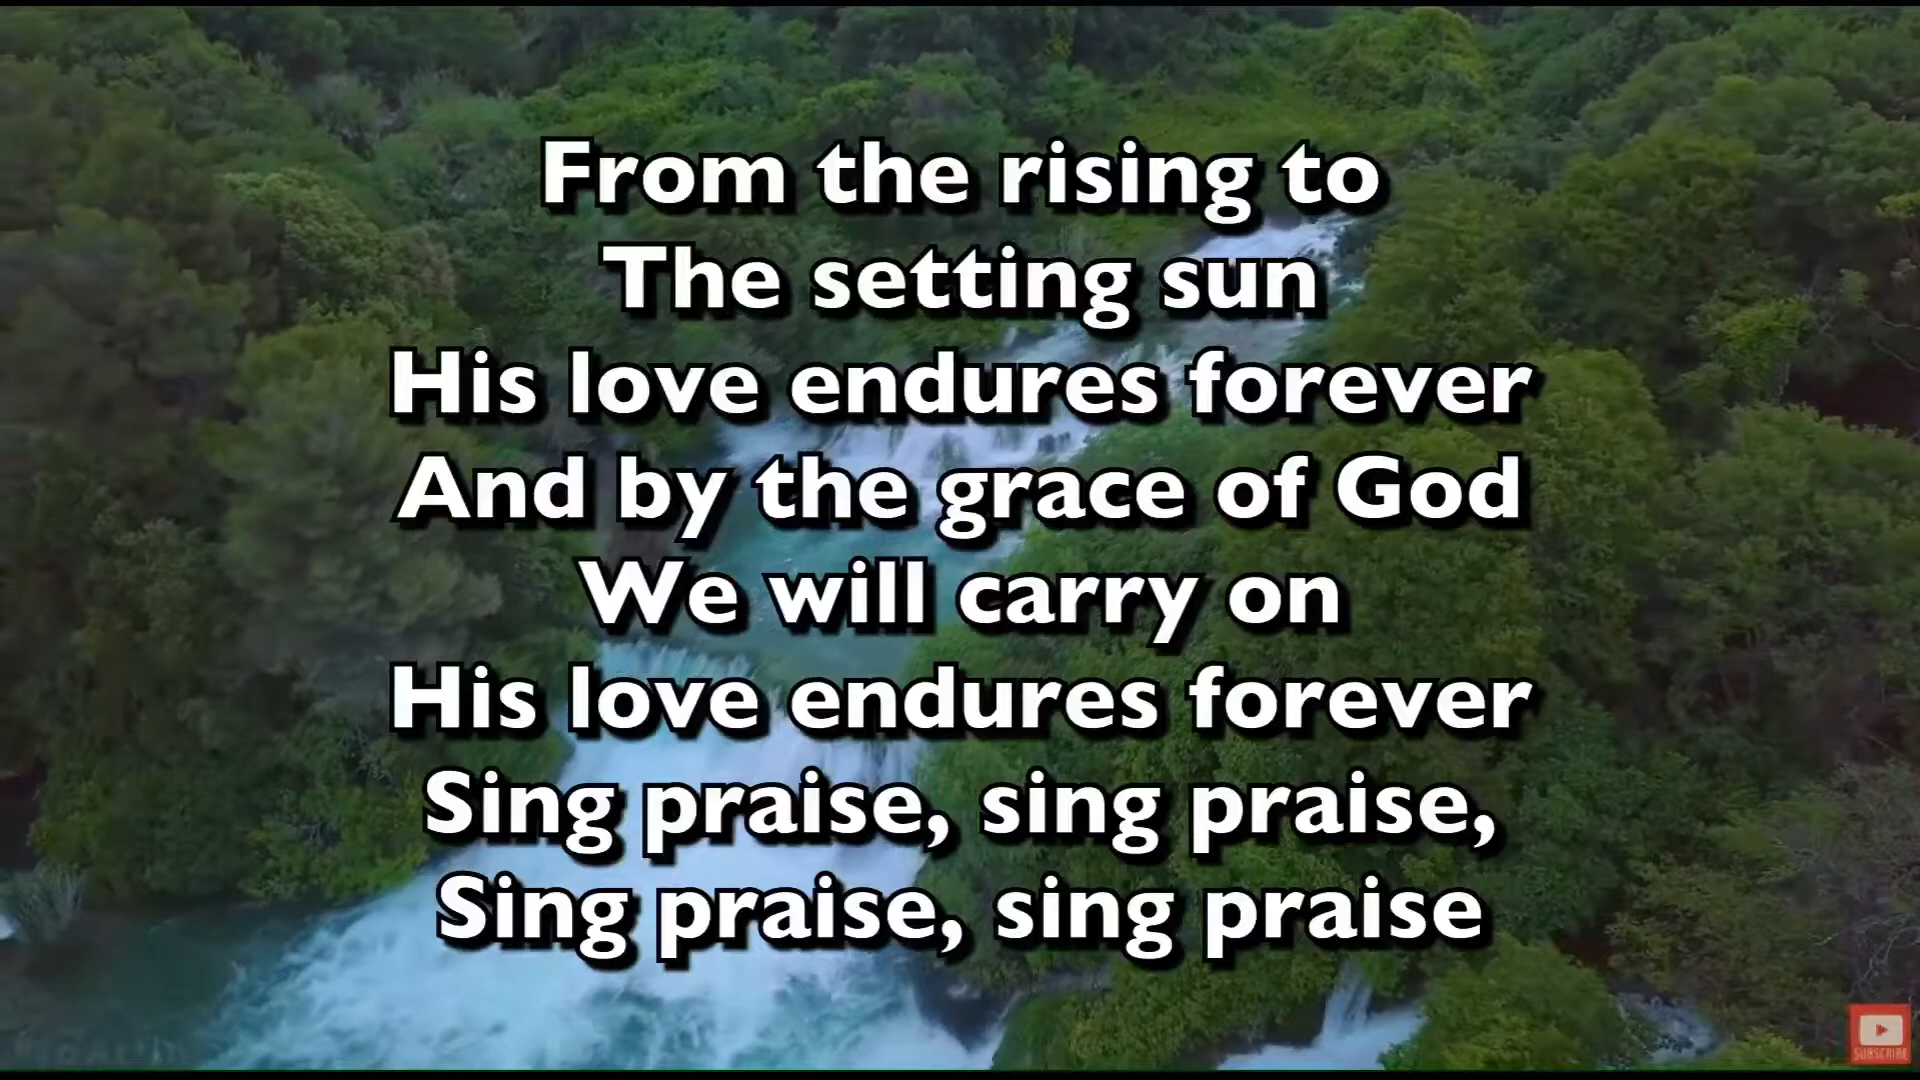 From the rising to
The setting sun
His love endures forever
And by the grace of God
We will carry on
His love endures forever
Sing praise, sing praise,
Sing praise, sing praise
SUBSCRIBE